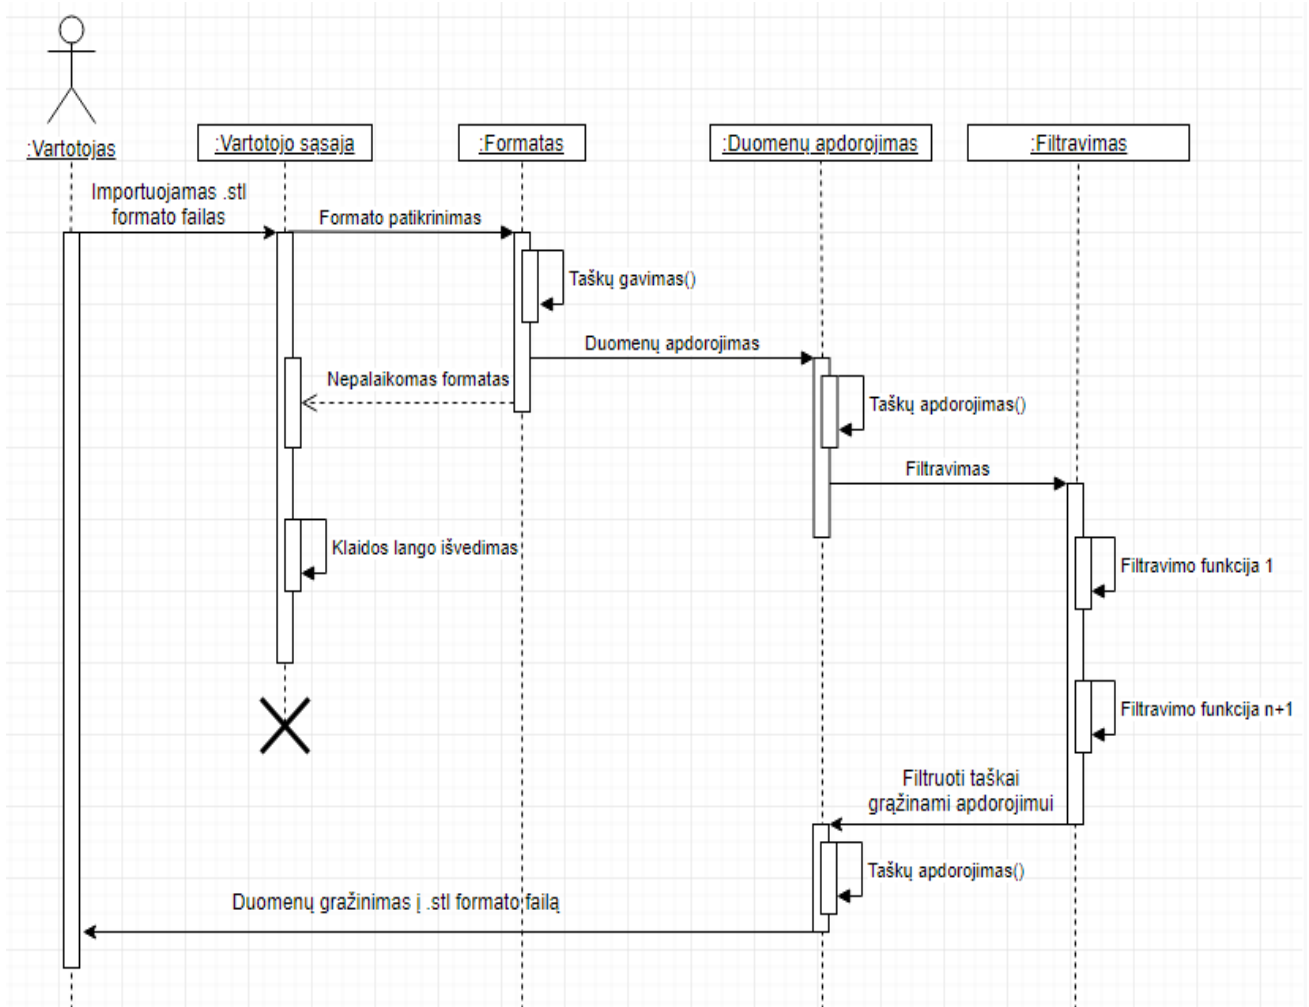 :Vartotojas
:Vartotojo sąsaja
:Formatas
:Duomenų apdorojimas
:Filtravimas
Importuojamas .stl
formato failas
Formato patikrinimas
Taškų gavimas()
Duomenų apdorojimas
Nepalaikomas formatas
Taškų apdorojimas()
Filtravimas
Klaidos lango išvedimas
Filtravimo funkcija 1
Filtravimo funkcija n+1
Filtruoti taškai
grąžinami apdorojimui
Taškų apdorojimas()
Duomenų gražinimas į .stl formato failą